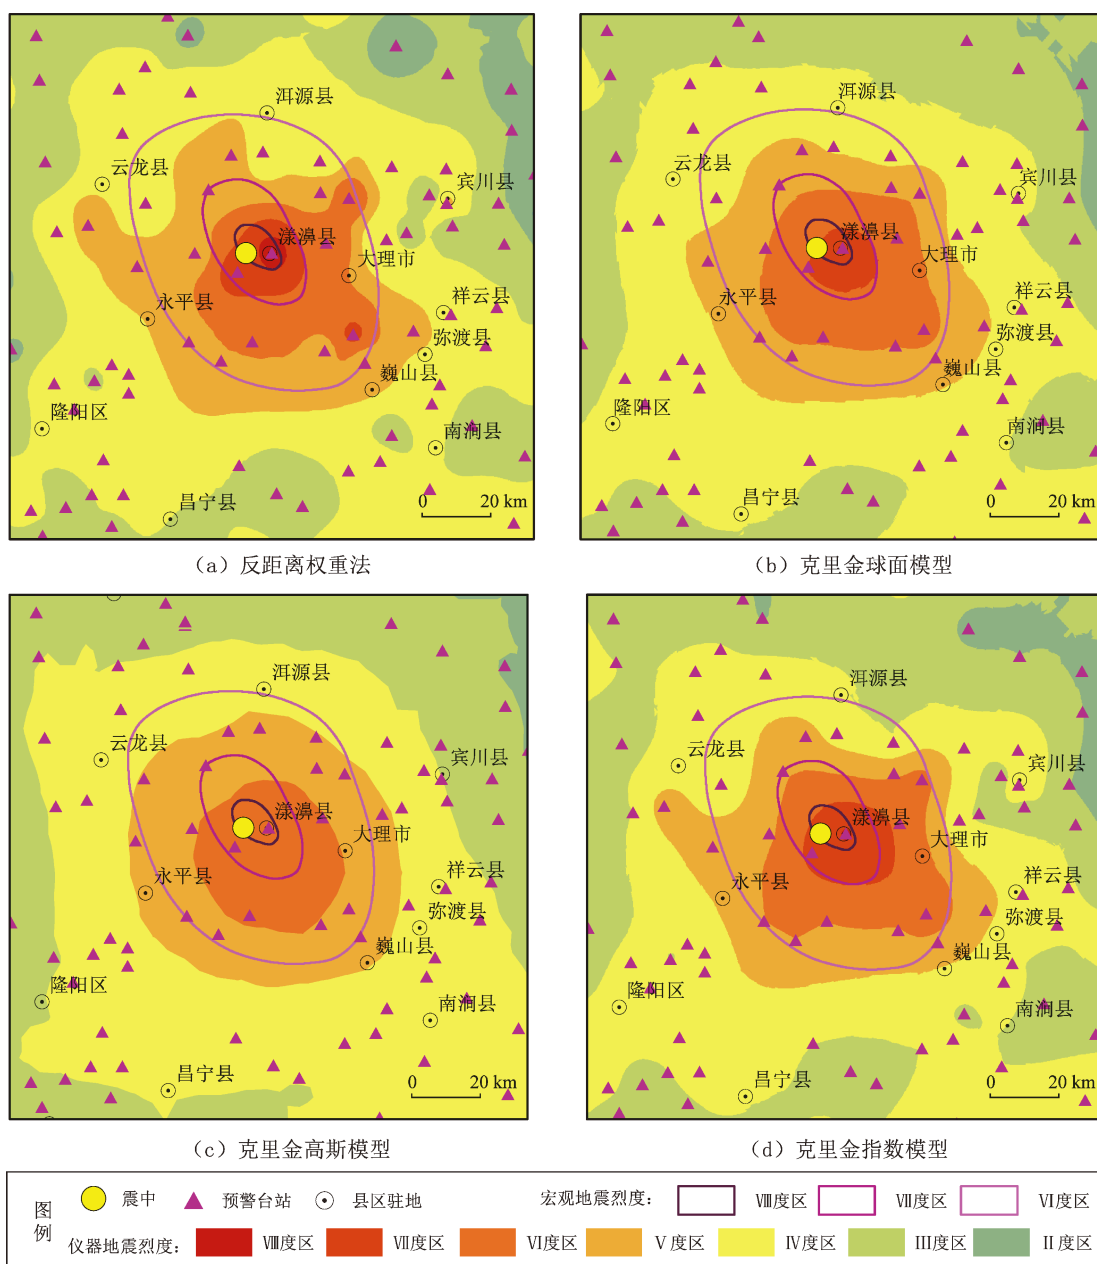 洱源县
云龙县
宾川县
漾濞县
大理市
永平县
祥云县
弥渡县
巍山县
隆阳区
南涧县
昌宁县
0 20 km
(a) 反距离权重法
洱源县
云龙县
宾川县
漾濞县
大理市
永平县
祥云县
弥渡县
巍山县
隆阳区
南涧县
昌宁县
0 20 km
(b) 克里金球面模型
洱源县
云龙县
宾川县
漾濞县
大理市
永平县
祥云县
弥渡县
巍山县
隆阳区
南涧县
昌宁县
0 20 km
(c) 克里金高斯模型
洱源县
云龙县
宾川县
漾濞县
大理市
永平县
祥云县
弥渡县
巍山县
隆阳区
南涧县
昌宁县
0 20 km
(d) 克里金指数模型
图例
震中 预警台站 县区驻地 宏观地震烈度: Ⅷ度区 Ⅶ度区 Ⅵ度区
仪器地震烈度: Ⅷ度区 Ⅶ度区 Ⅵ度区 Ⅴ度区 Ⅳ度区 Ⅲ度区 Ⅱ度区